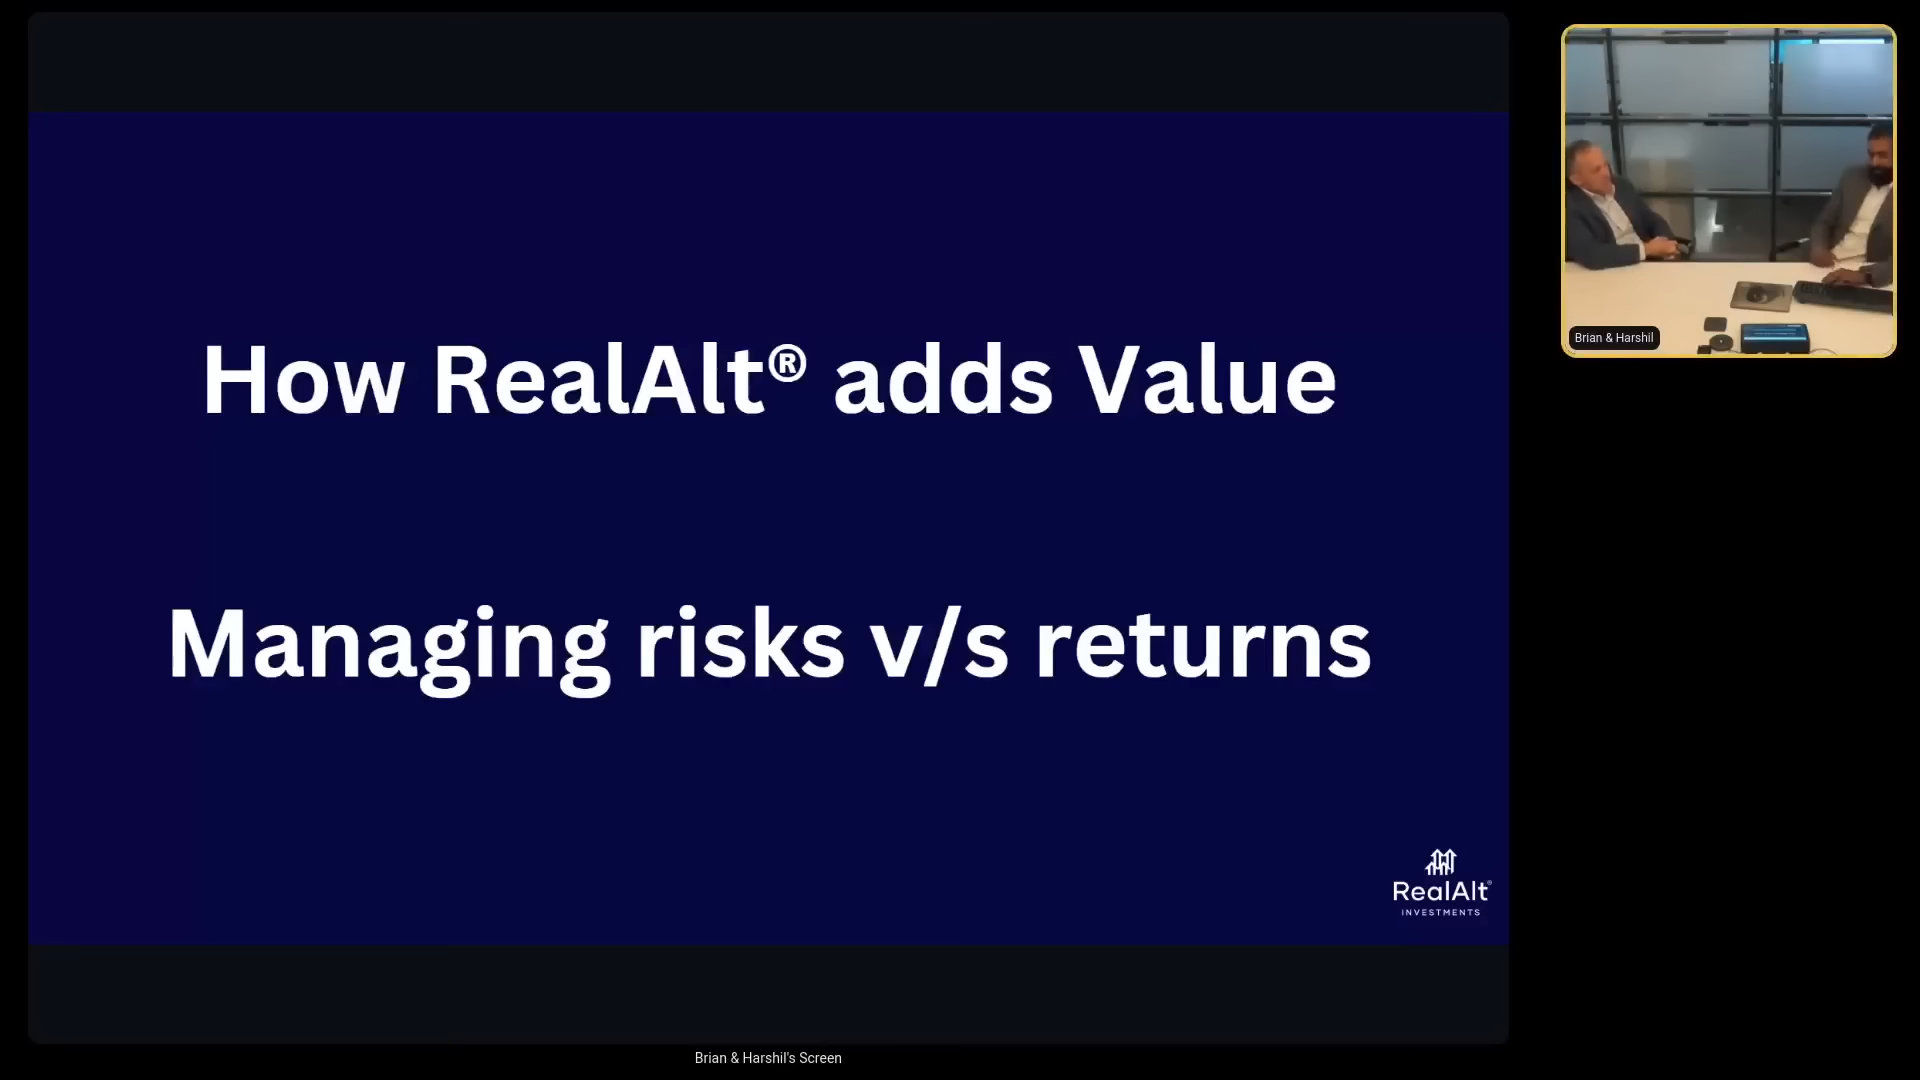 How RealAlt® adds Value
Managing risks v/s returns
RealAlt®
INVESTMENTS
Brian & Harshil
Brian & Harshil's Screen